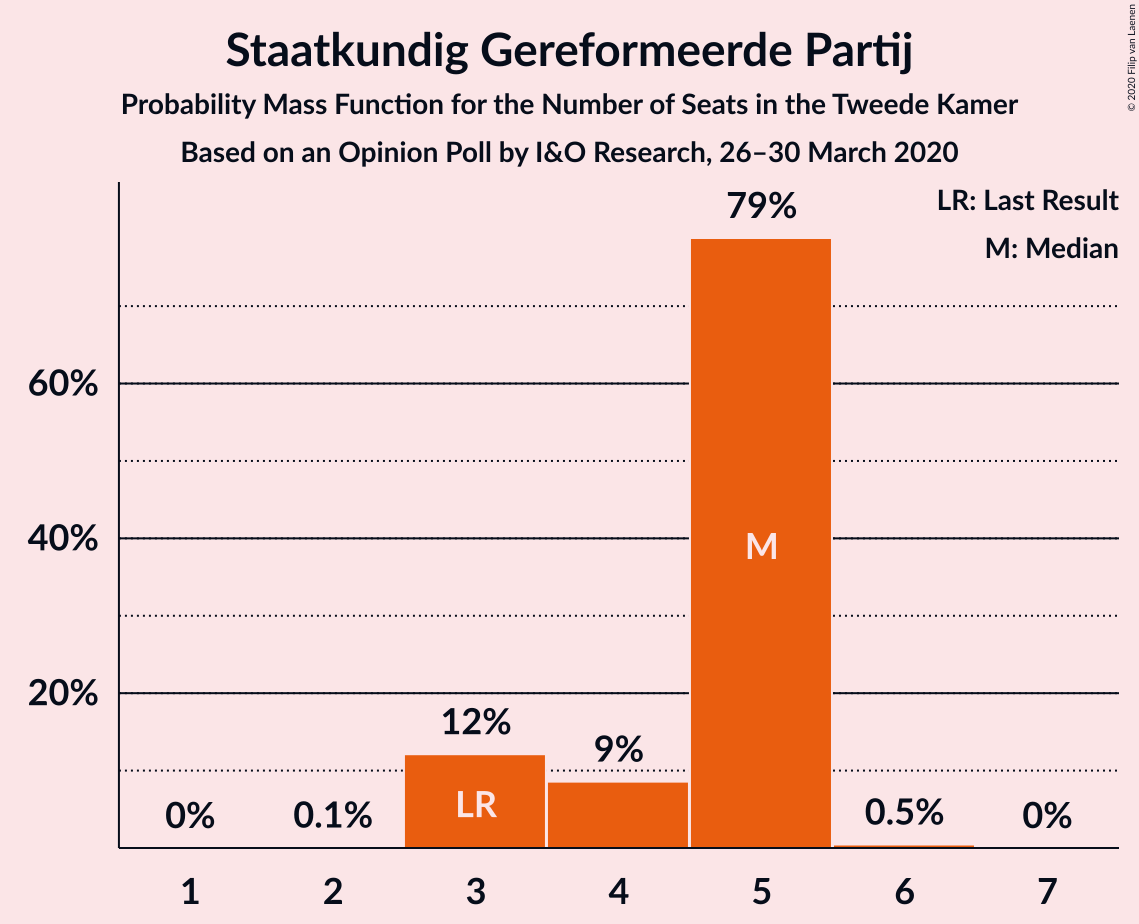 Staatkundig Gereformeerde Partij
Probability Mass Function for the Number of Seats in the Tweede Kamer
Based on an Opinion Poll by I&O Research, 26–30 March 2020
© 2020 Filip van Laenen
LR: Last Result
M: Median
79%
60%
40%
M
20%
12%
9%
LR
0%
0.1%
0.5%
0%
1
2
3
4
5
6
7